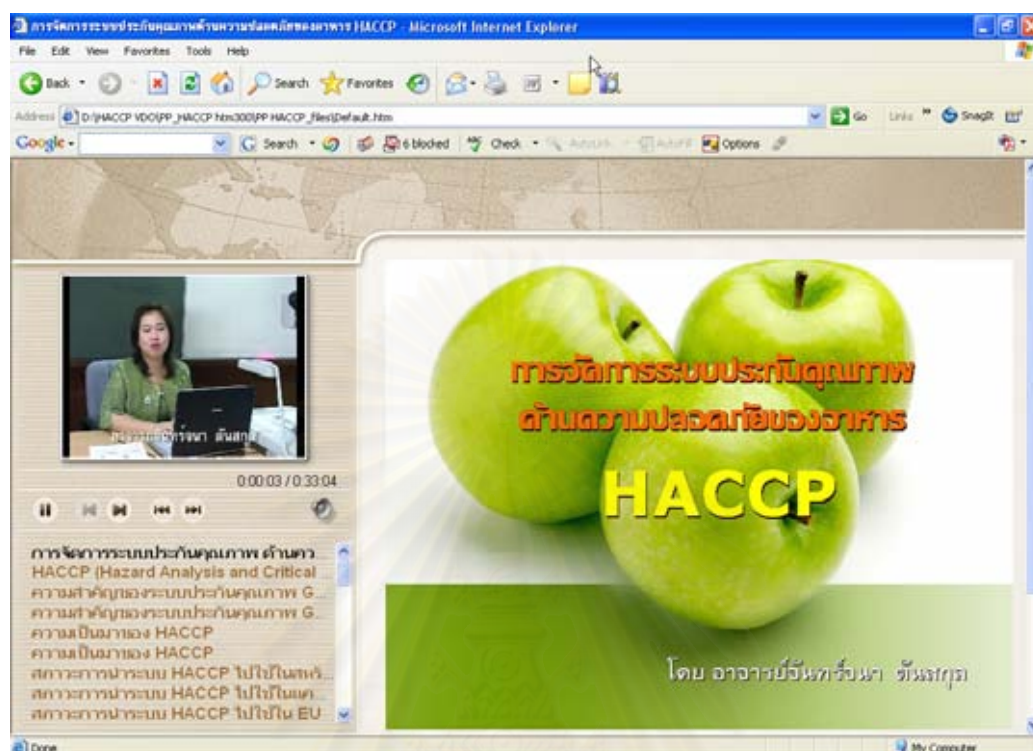 การจัดการระบบประกันคุณภาพด้านความปลอดภัยของอาหาร HACCP - Microsoft Internet Explorer
File Edit View Favorites Tools Help
Back Search Favorites
Address D:\HACCP VDO\PP_HACCP htm300\PP HACCP_files\Default.htm Go Links SnagIt
Google Search 6 blocked Check AutoLink AutoFill Options
การจัดการระบบประกันคุณภาพ
ด้านความปลอดภัยของอาหาร
HACCP
ตันสกุล
0:00:03 / 0:33:04
การจัดการระบบประกันคุณภาพ ด้านคว
HACCP (Hazard Analysis and Critical
ความสำคัญของระบบประกันคุณภาพ G...
ความสำคัญของระบบประกันคุณภาพ G...
ความเป็นมาของ HACCP
ความเป็นมาของ HACCP
สภาวะการนำระบบ HACCP ไปใช้ในสหรั...
สภาวะการนำระบบ HACCP ไปใช้ในแค...
สภาวะการนำระบบ HACCP ไปใช้ใน EU
โดย อาจารย์จันทร์จนา ตันสกุล
Done My Computer